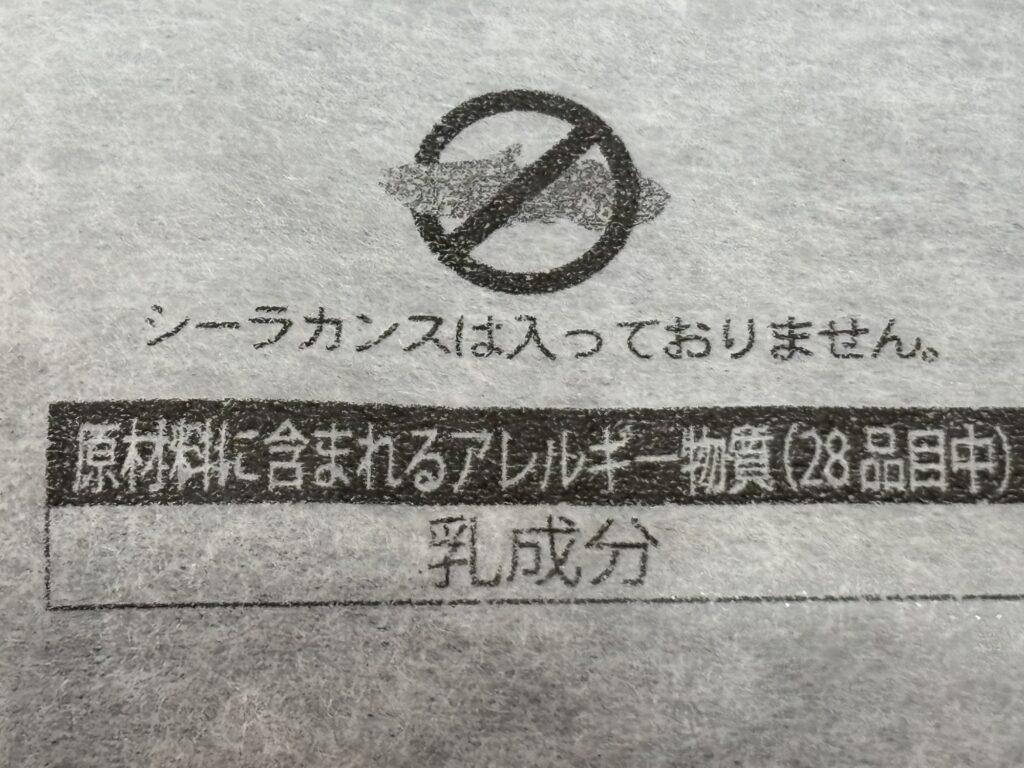 シーラカンスは入っておりません。
原材料に含まれるアレルギー物質(28品目中)
乳成分